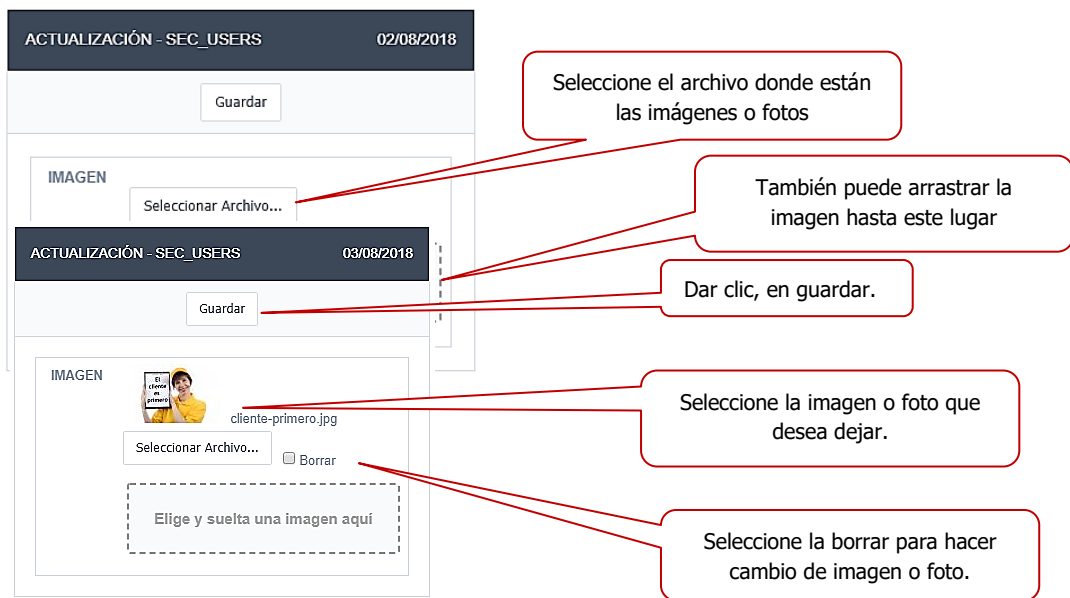 ACTUALIZACIÓN - SEC_USERS 02/08/2018
Guardar
IMAGEN
Seleccionar Archivo...
ACTUALIZACIÓN - SEC_USERS 03/08/2018
Guardar
IMAGEN
El
cliente
es
primero
cliente-primero.jpg
Seleccionar Archivo...
Borrar
Elige y suelta una imagen aquí
Seleccione el archivo donde están
las imágenes o fotos
También puede arrastrar la
imagen hasta este lugar
Dar clic, en guardar.
Seleccione la imagen o foto que
desea dejar.
Seleccione la borrar para hacer
cambio de imagen o foto.